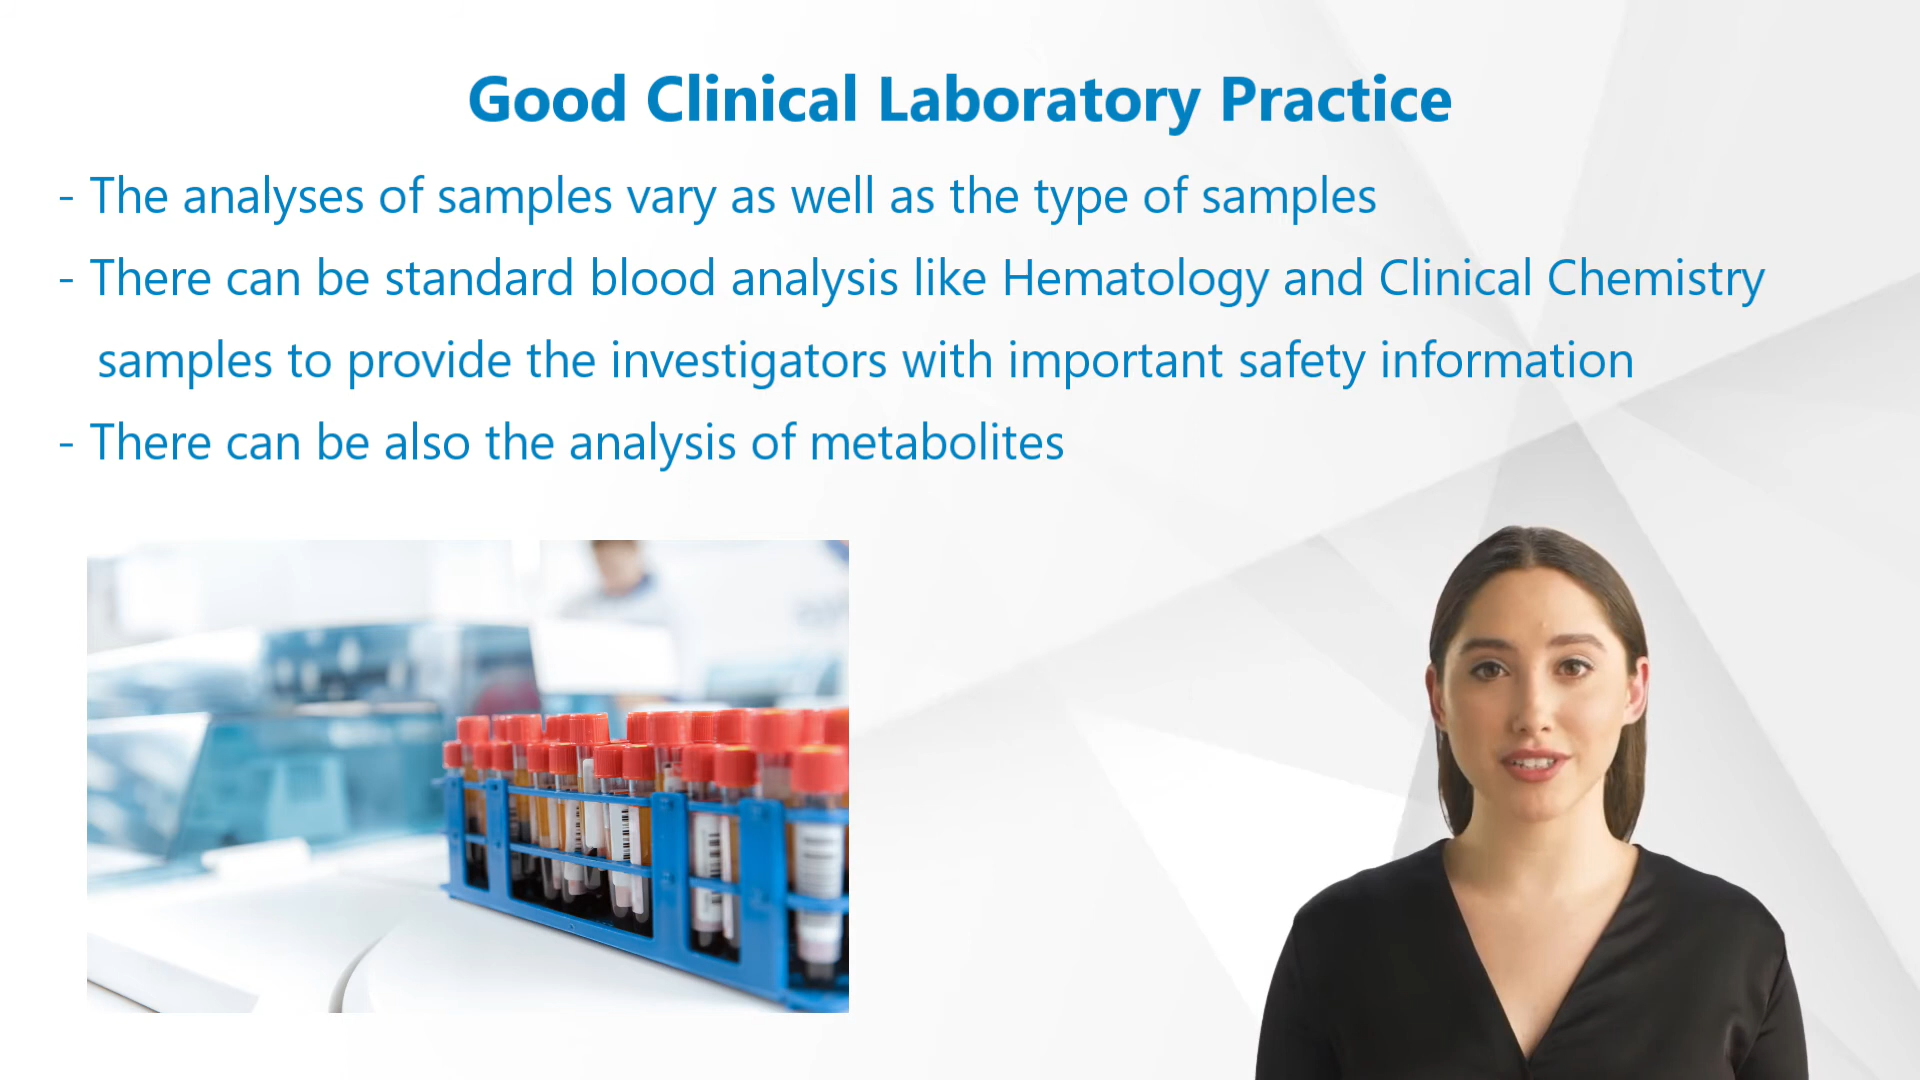 Good Clinical Laboratory Practice
- The analyses of samples vary as well as the type of samples
- There can be standard blood analysis like Hematology and Clinical Chemistry
samples to provide the investigators with important safety information
- There can be also the analysis of metabolites